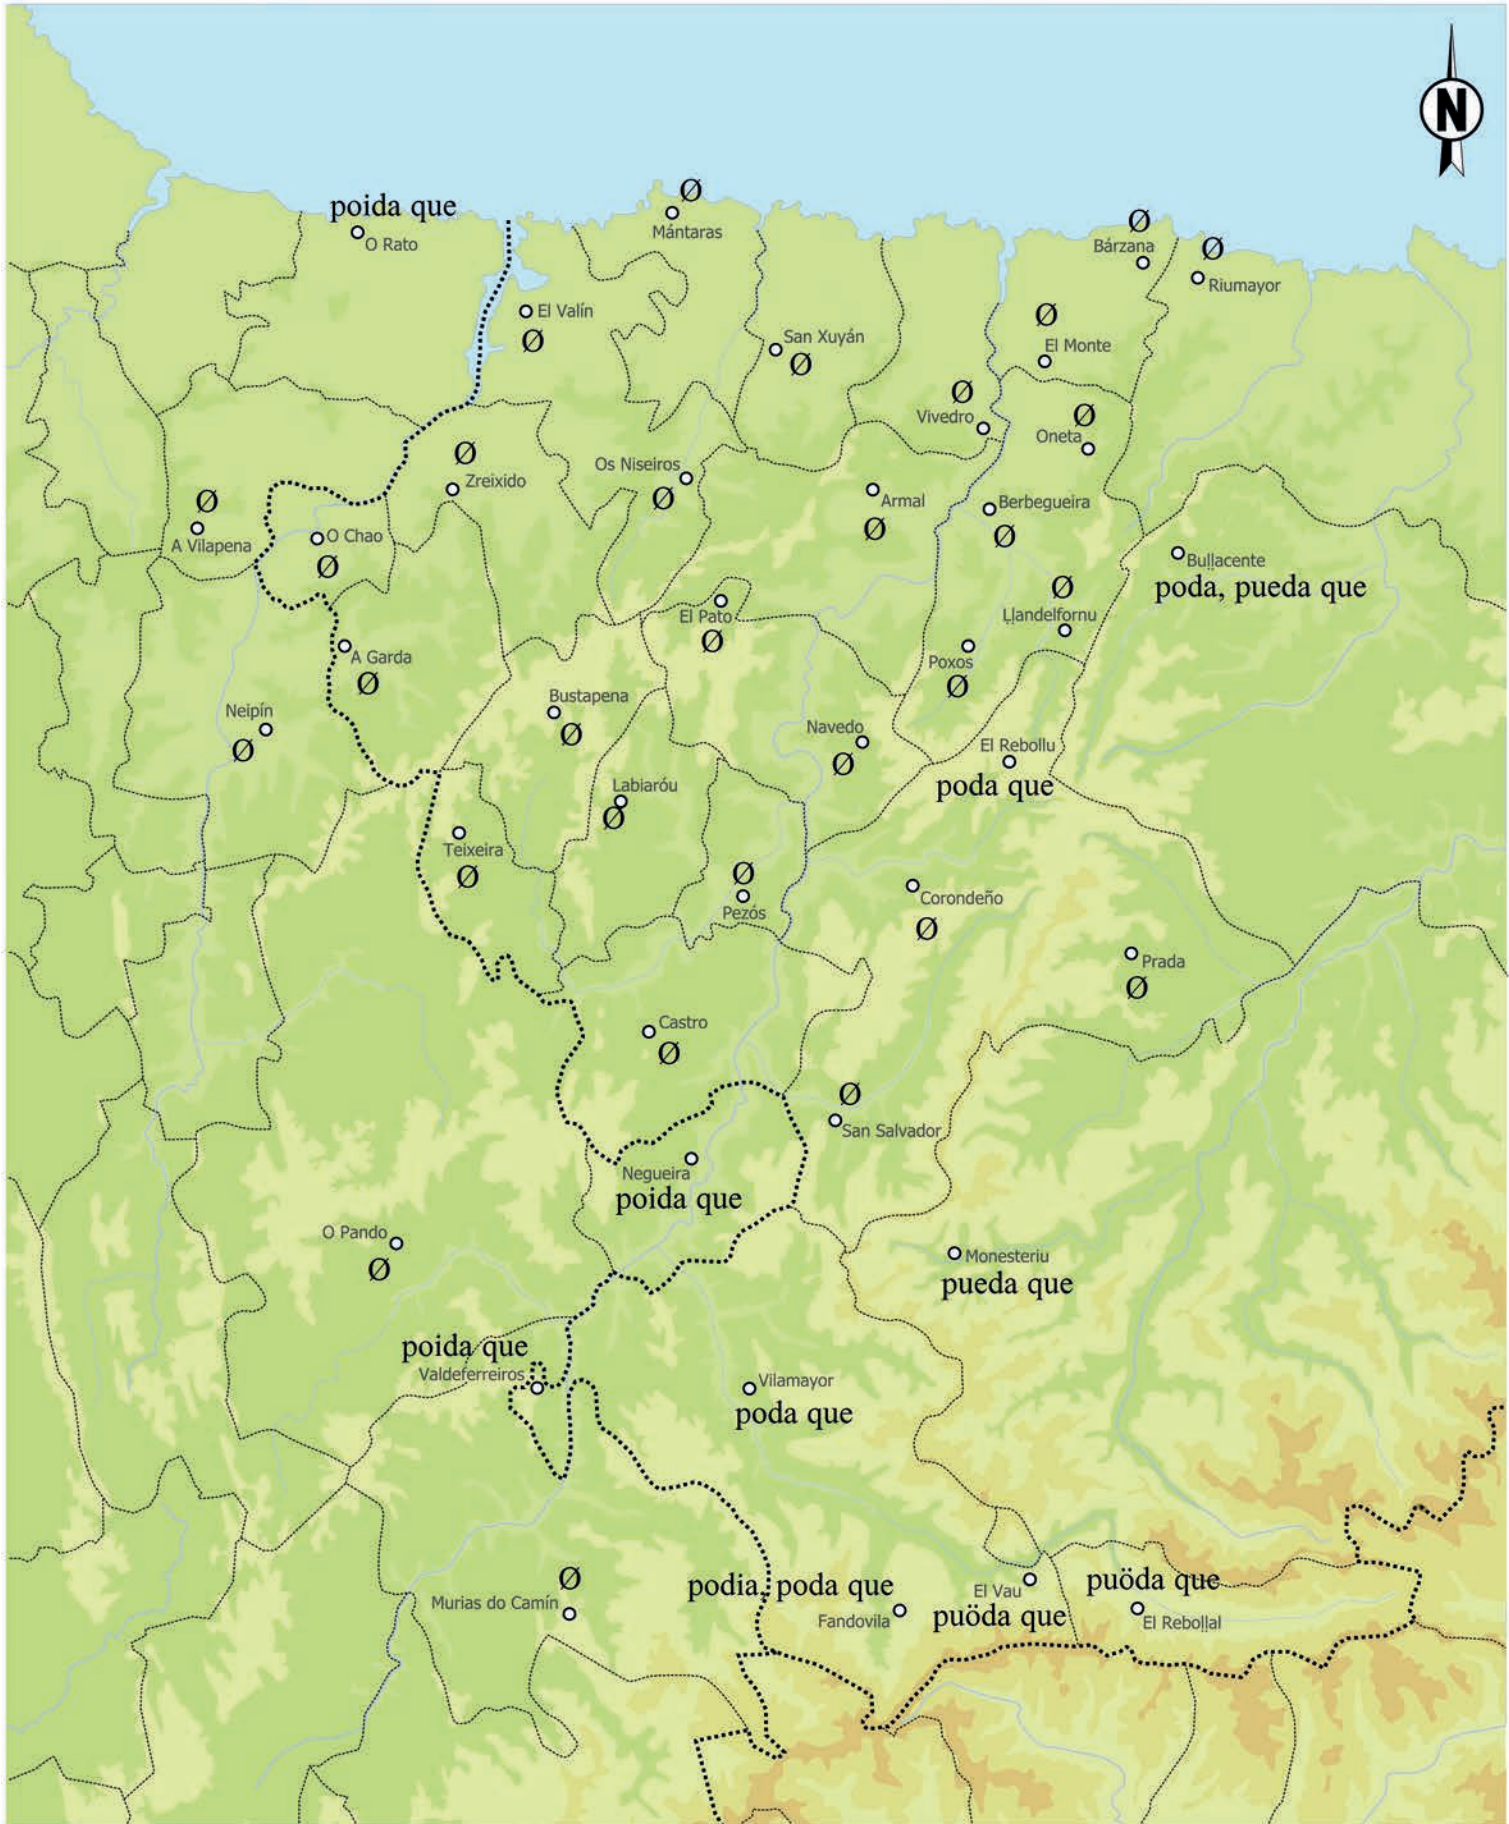 N
Ø
poida que
O Rato
Mántaras
Ø
Bárzana
Ø
Riumayor
El Valín
Ø
Ø
El Monte
San Xuyán
Ø
Ø
Vivedro
Ø
Oneta
Ø
Zreixido
Os Niseiros
Ø
Ø
A Vilapena
Armal
Ø
Berbegueira
Ø
O Chao
Ø
Buḷḷacente
poda, pueda que
Ø
Ḷḷandelfornu
El Pato
Ø
A Garda
Ø
Poxos
Ø
Bustapena
Ø
Neipín
Ø
Navedo
Ø
El Rebollu
poda que
Labiaróu
Ø
Teixeira
Ø
Ø
Pezós
Corondeño
Ø
Prada
Ø
Castro
Ø
Ø
San Salvador
Negueira
poida que
O Pando
Ø
Monesteriu
pueda que
poida que
Valdeferreiros
Vilamayor
poda que
Ø
Murias do Camín
podia, poda que
Fandovila
El Vau
puöda que
puöda que
El Reboḷḷal